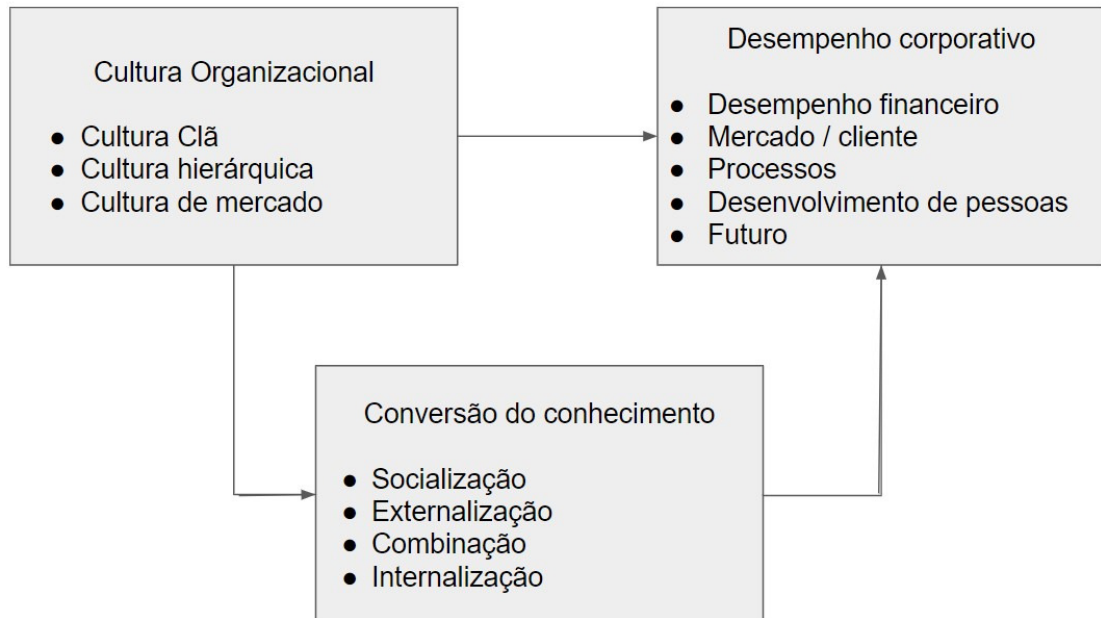 Cultura Organizacional
● Cultura Clã
● Cultura hierárquica
● Cultura de mercado
Desempenho corporativo
● Desempenho financeiro
● Mercado / cliente
● Processos
● Desenvolvimento de pessoas
● Futuro
Conversão do conhecimento
● Socialização
● Externalização
● Combinação
● Internalização